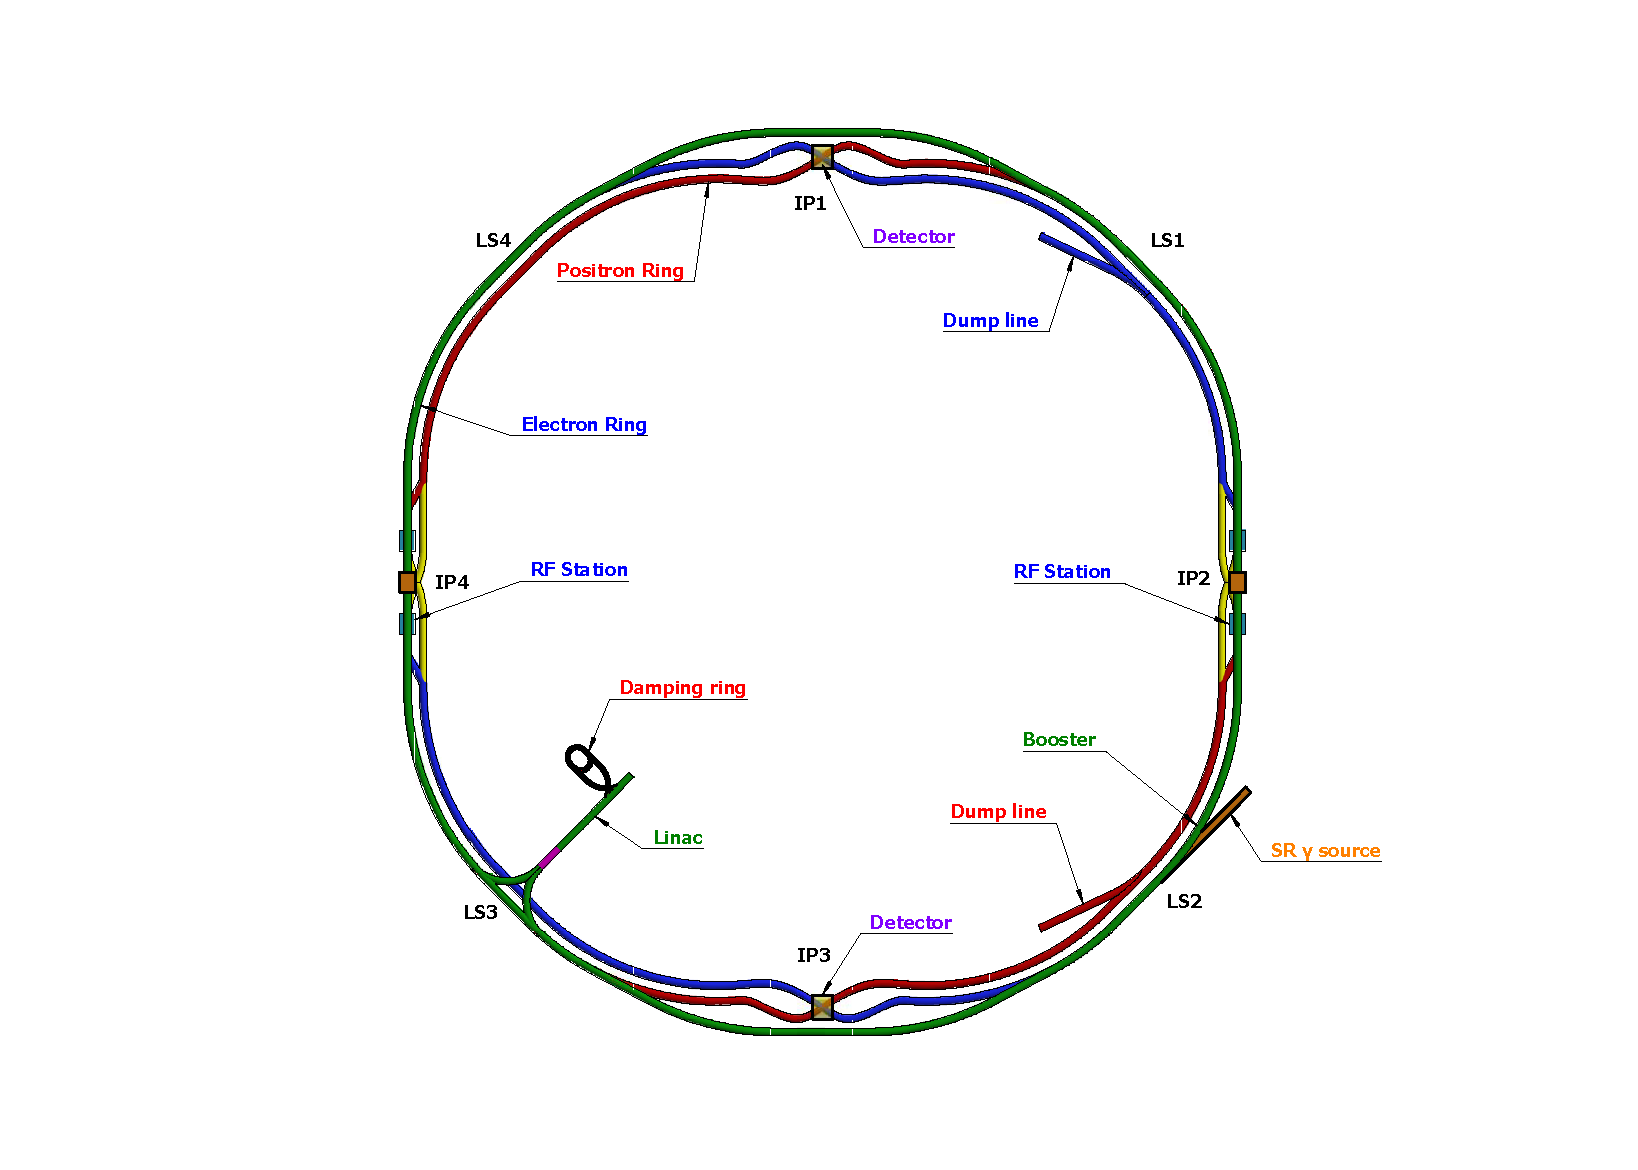 IP1
Detector
LS4
LS1
Positron Ring
Dump line
Electron Ring
RF Station
RF Station
IP4
IP2
Damping ring
Booster
Dump line
Linac
SR γ source
LS3
LS2
Detector
IP3